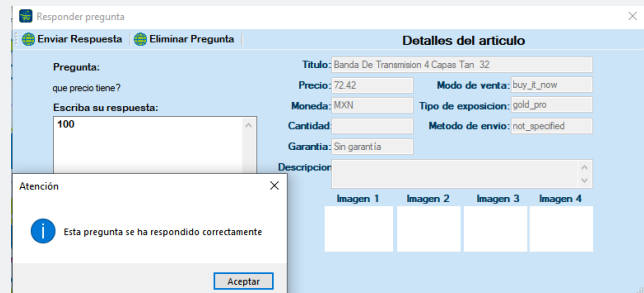 Responder pregunta
Enviar Respuesta Eliminar Pregunta
Detalles del articulo
Pregunta:
que precio tiene?
Escriba su respuesta:
100
Titulo: Banda De Transmision 4 Capas Tan 32
Precio: 72.42 Modo de venta: buy_it_now
Moneda: MXN Tipo de exposicion: gold_pro
Cantidad: Metodo de envio: not_specified
Garantia: Sin garantía
Descripcion
Imagen 1 Imagen 2 Imagen 3 Imagen 4
Atención
Esta pregunta se ha respondido correctamente
Aceptar